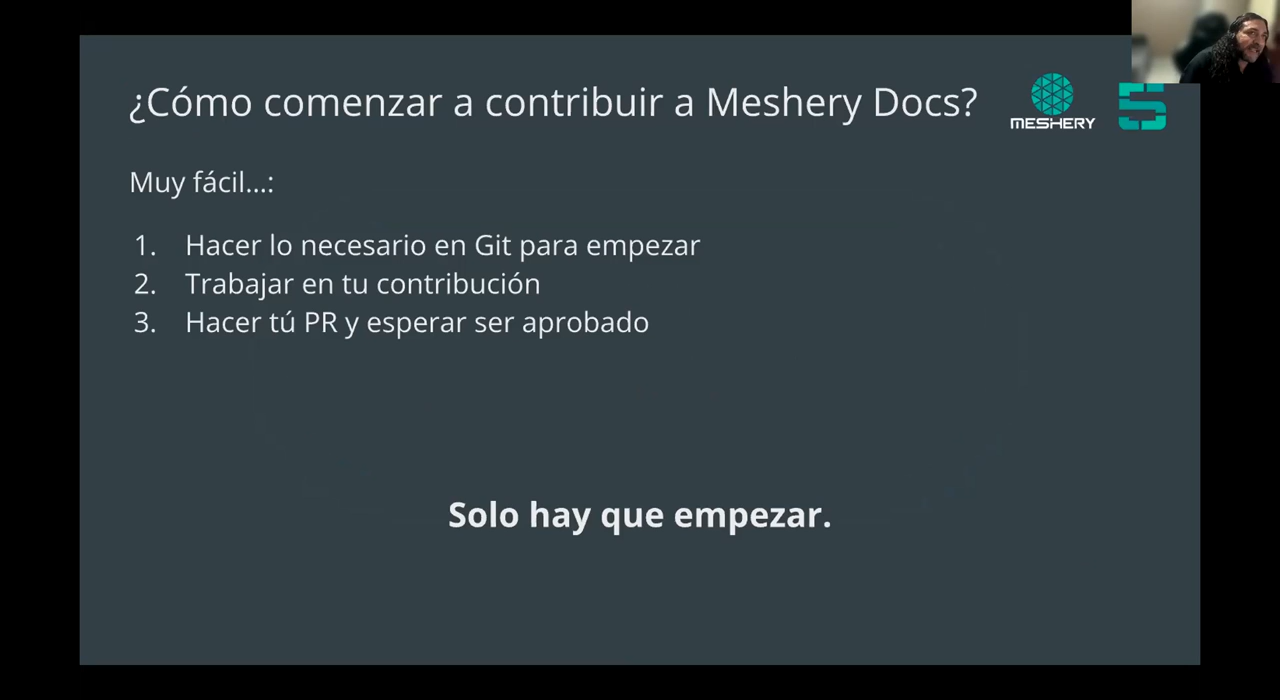 ¿Cómo comenzar a contribuir a Meshery Docs?
MESHERY
Muy fácil...:
1. Hacer lo necesario en Git para empezar
2. Trabajar en tu contribución
3. Hacer tú PR y esperar ser aprobado
Solo hay que empezar.